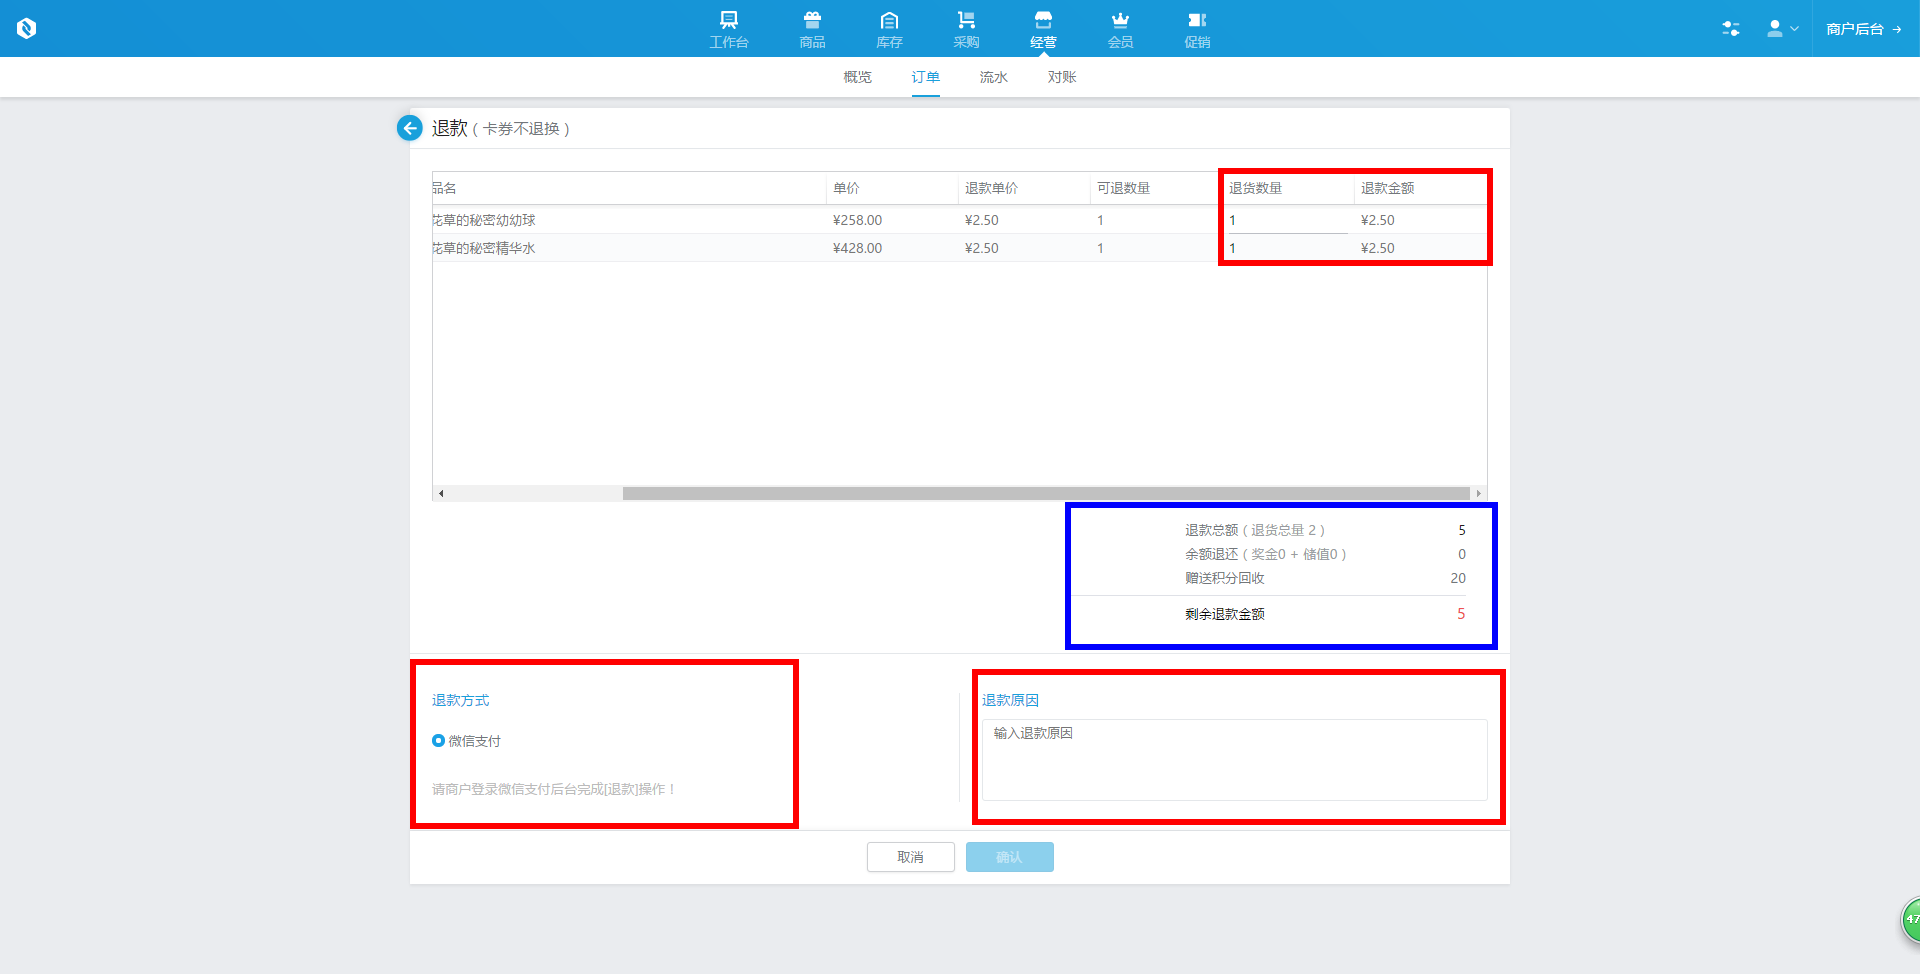 工作台 商品 库存 采购 经营 会员 促销 商户后台 →
概览 订单 流水 对账
退款（卡券不退换）
品名 单价 退款单价 可退数量 退货数量 退款金额
花草的秘密幼幼球 ¥258.00 ¥2.50 1 1 ¥2.50
花草的秘密精华水 ¥428.00 ¥2.50 1 1 ¥2.50
退款总额（退货总量 2） 5
余额退还（奖金0 + 储值0） 0
赠送积分回收 20
剩余退款金额 5
退款方式 退款原因
微信支付 输入退款原因
请商户登录微信支付后台完成[退款]操作！
取消 确认
47